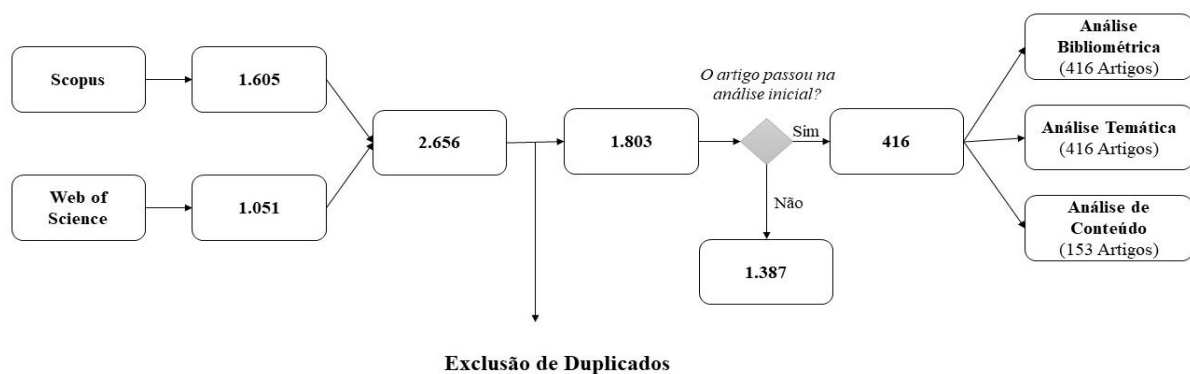 Scopus
1.605
Web of
Science
1.051
2.656
1.803
O artigo passou na
análise inicial?
Sim
Não
1.387
416
Análise
Bibliométrica
(416 Artigos)
Análise Temática
(416 Artigos)
Análise de
Conteúdo
(153 Artigos)
Exclusão de Duplicados